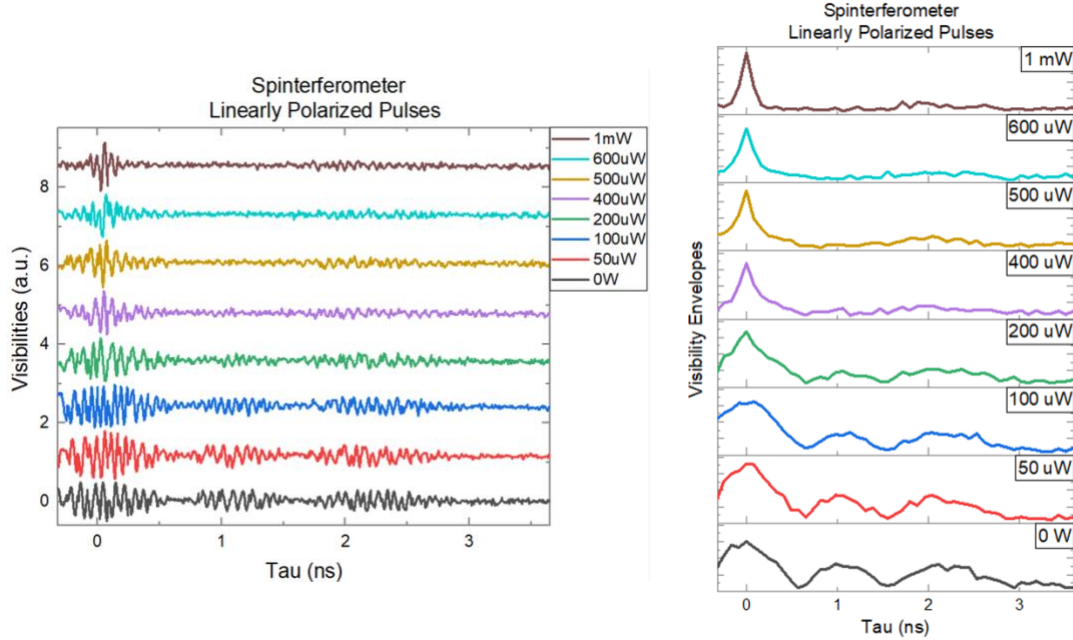 Spinterferometer
Linearly Polarized Pulses
Visibilities (a.u.)
8
6
4
2
0
0
1
2
3
Tau (ns)
1mW
600uW
500uW
400uW
200uW
100uW
50uW
0W
Spinterferometer
Linearly Polarized Pulses
Visibility Envelopes
1 mW
600 uW
500 uW
400 uW
200 uW
100 uW
50 uW
0 W
0
1
2
3
Tau (ns)